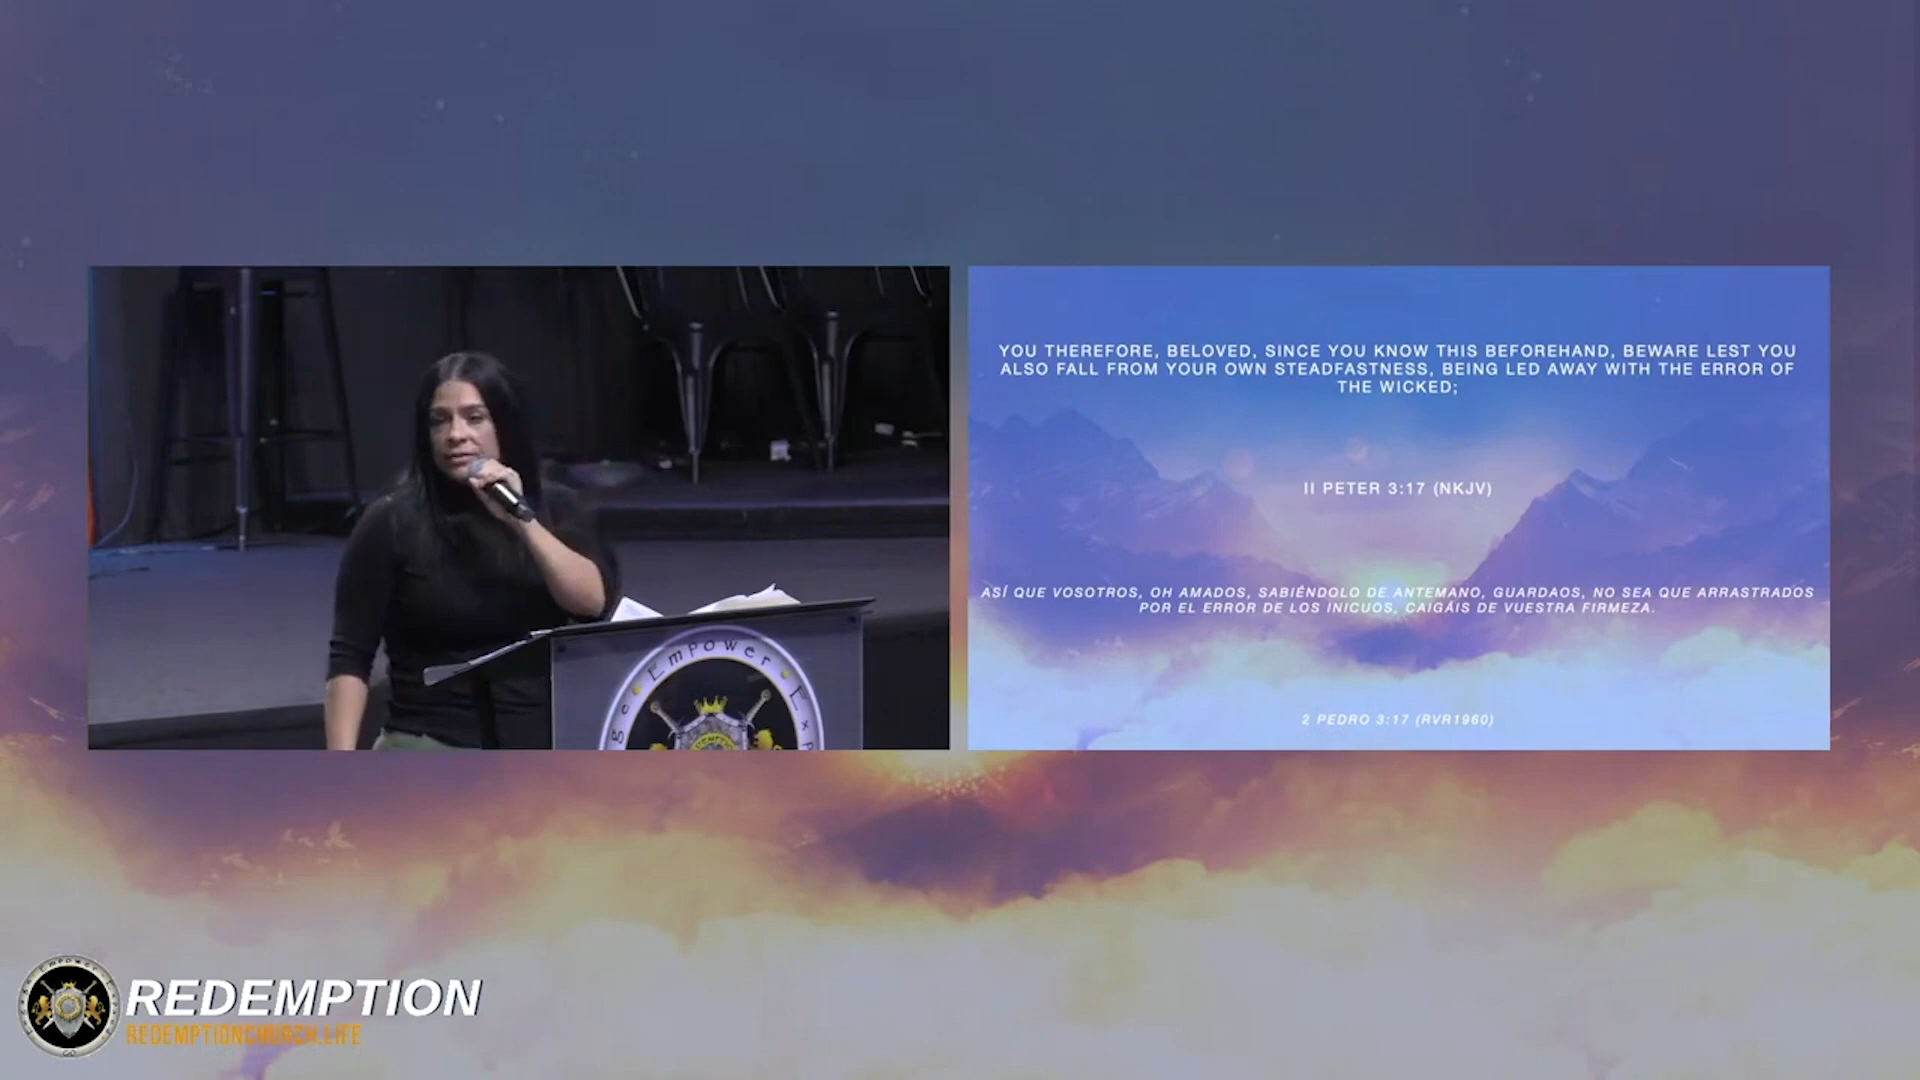 YOU THEREFORE, BELOVED, SINCE YOU KNOW THIS BEFOREHAND, BEWARE LEST YOU
ALSO FALL FROM YOUR OWN STEADFASTNESS, BEING LED AWAY WITH THE ERROR OF
THE WICKED;
II PETER 3:17 (NKJV)
ASÍ QUE VOSOTROS, OH AMADOS, SABIÉNDOLO DE ANTEMANO, GUARDAOS, NO SEA QUE ARRASTRADOS
POR EL ERROR DE LOS INICUOS, CAIGÁIS DE VUESTRA FIRMEZA.
2 PEDRO 3:17 (RVR1960)
Empower
REDEMPTION
REDEMPTIONCHURCH.LIFE